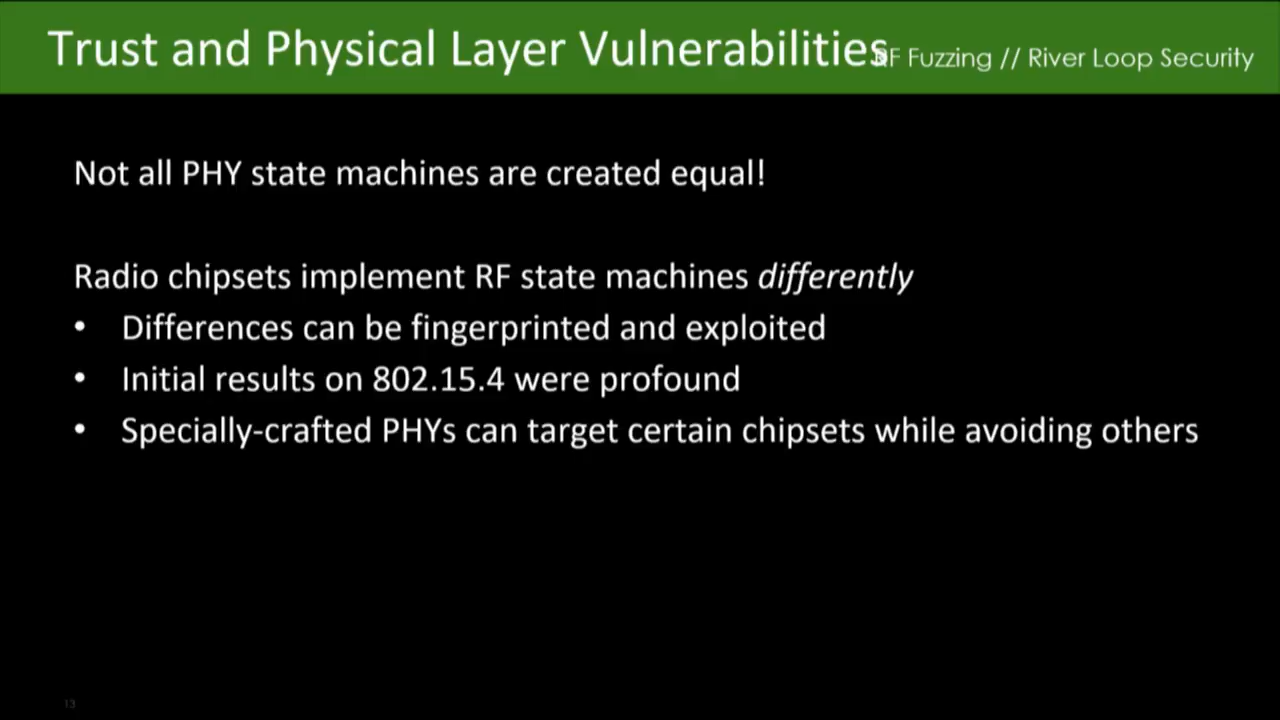 Trust and Physical Layer Vulnerabilities
RF Fuzzing // River Loop Security
Not all PHY state machines are created equal!
Radio chipsets implement RF state machines differently
• Differences can be fingerprinted and exploited
• Initial results on 802.15.4 were profound
• Specially-crafted PHYs can target certain chipsets while avoiding others
13